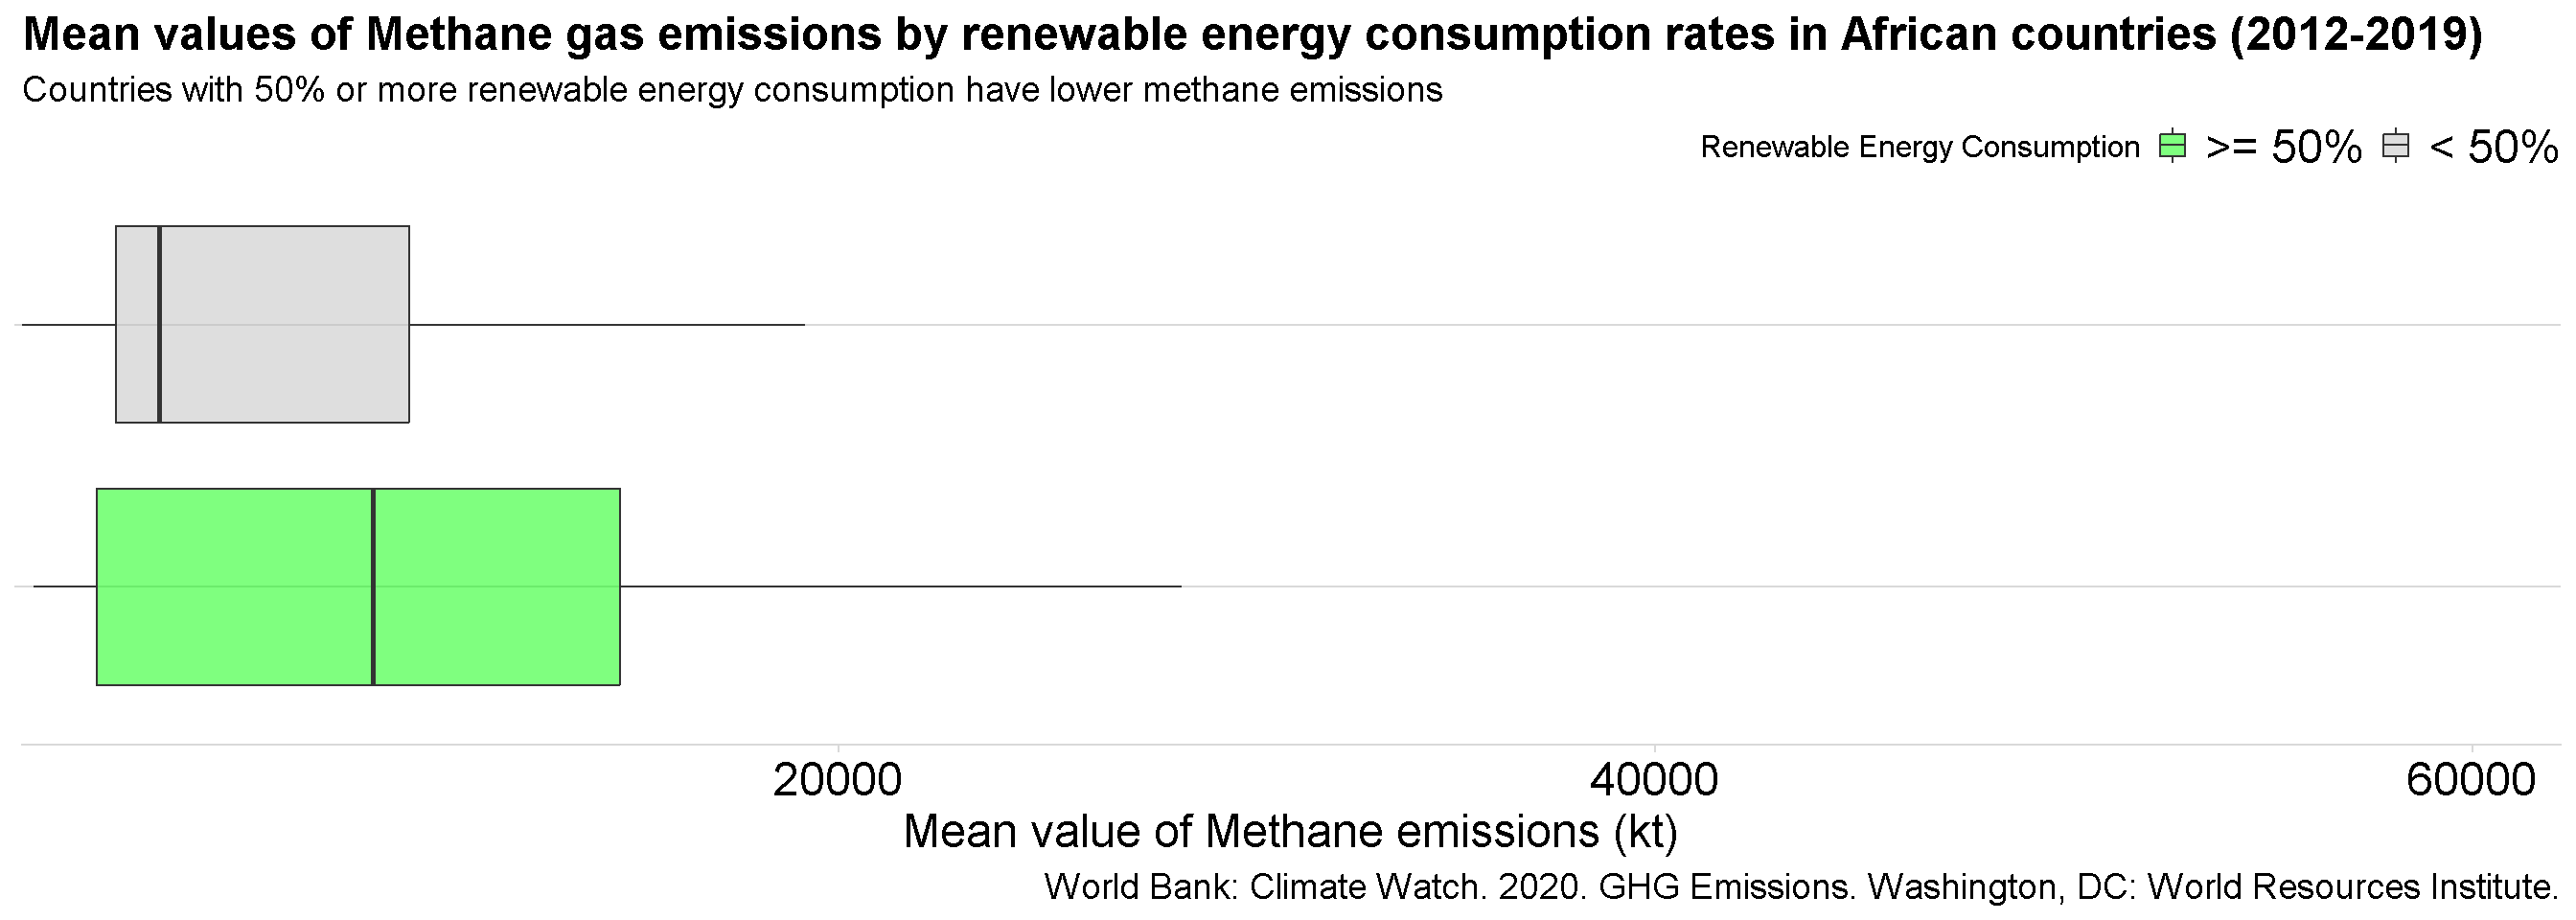 Mean values of Methane gas emissions by renewable energy consumption rates in African countries (2012-2019)
Countries with 50% or more renewable energy consumption have lower methane emissions
Renewable Energy Consumption >= 50% < 50%
20000 40000 60000
Mean value of Methane emissions (kt)
World Bank: Climate Watch. 2020. GHG Emissions. Washington, DC: World Resources Institute.